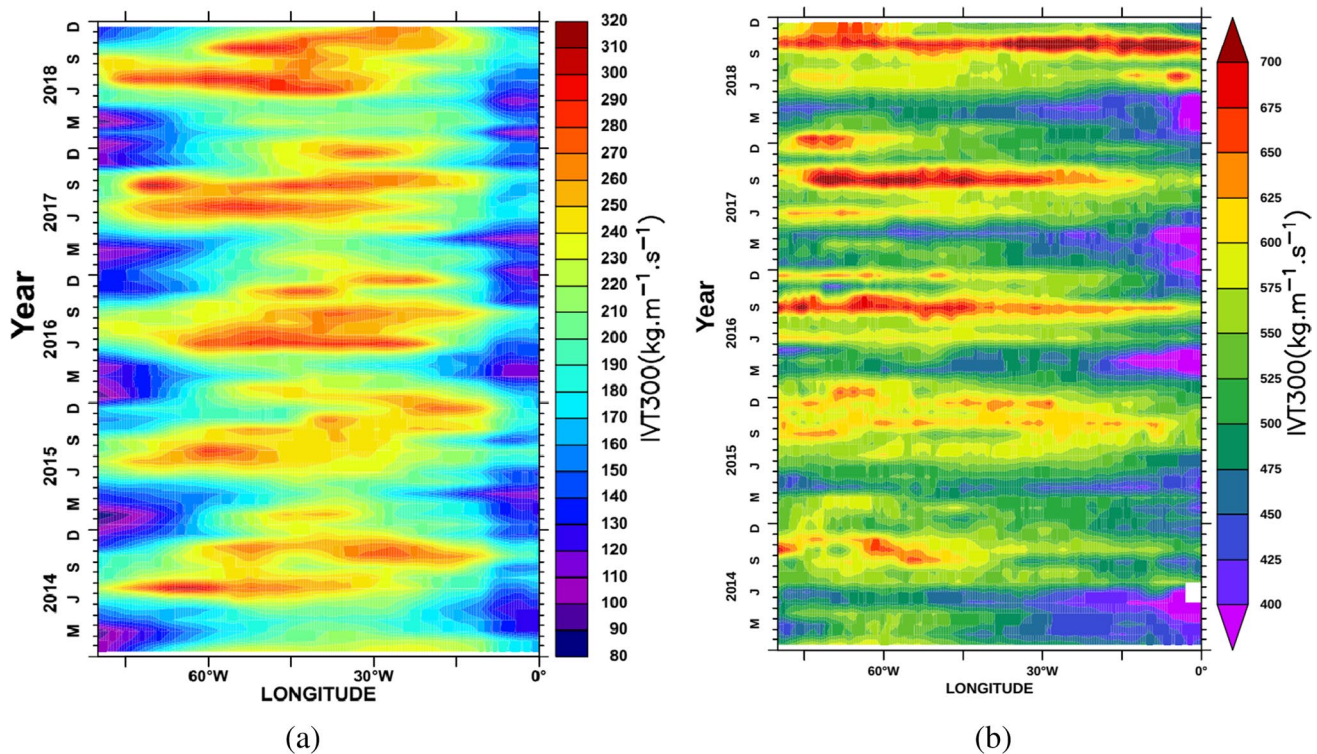 D
S
2018
J
M
D
S
2017
J
M
D
S
2016
J
M
D
S
2015
J
M
D
S
2014
J
M
Year
60°W 30°W 0°
LONGITUDE
320
310
300
290
280
270
260
250
240
230
220
210
200
190
180
170
160
150
140
130
120
110
100
90
80
IVT300(kg.m⁻¹.s⁻¹)
(a)
D
S
2018
J
M
D
S
2017
J
M
D
S
2016
J
M
D
S
2015
J
M
D
S
2014
J
M
Year
60°W 30°W 0°
LONGITUDE
700
675
650
625
600
575
550
525
500
475
450
425
400
IVT300(kg.m⁻¹.s⁻¹)
(b)